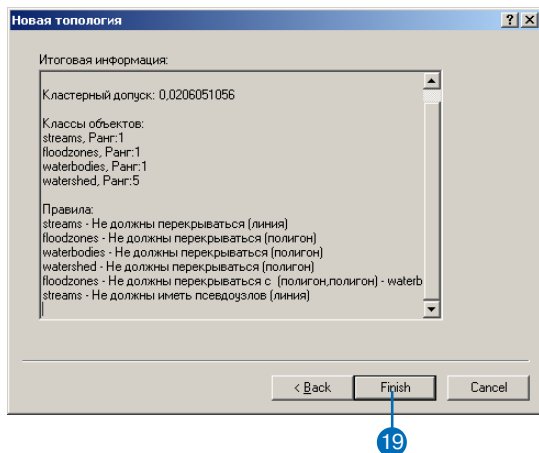 Новая топология
Итоговая информация:
Кластерный допуск: 0,0206051056
Классы объектов:
streams, Ранг:1
floodzones, Ранг:1
waterbodies, Ранг:1
watershed, Ранг:5
Правила:
streams - Не должны перекрываться (линия)
floodzones - Не должны перекрываться (полигон)
waterbodies - Не должны перекрываться (полигон)
watershed - Не должны перекрываться (полигон)
floodzones - Не должны перекрываться с (полигон,полигон) - waterb
streams - Не должны иметь псевдоузлов (линия)
< Back Finish Cancel
19